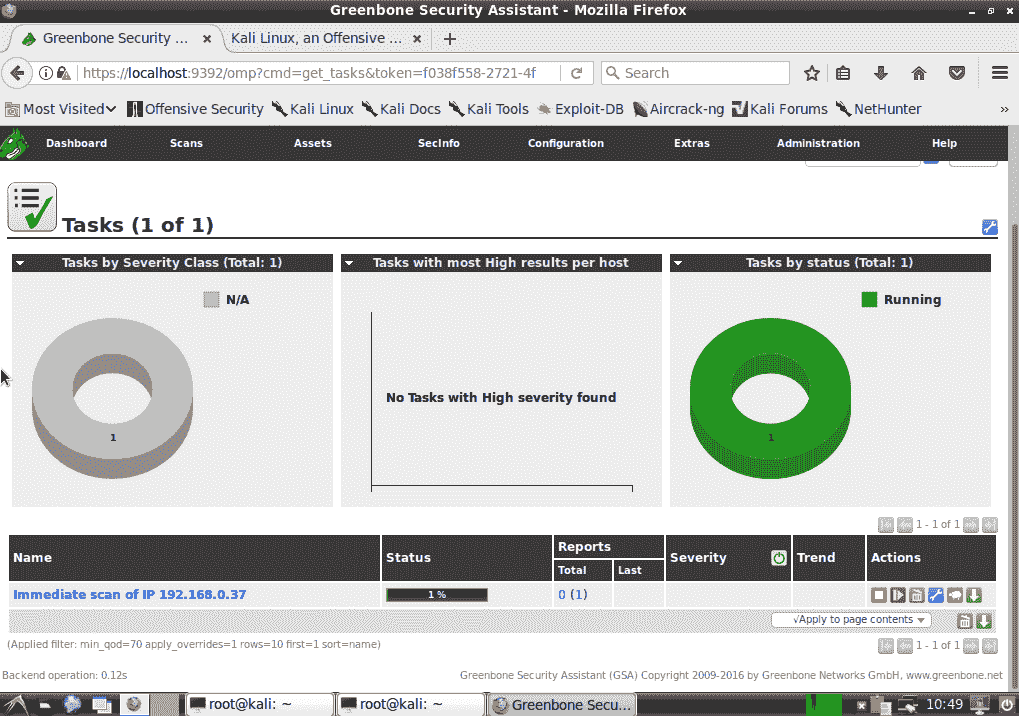 Greenbone Security Assistant - Mozilla Firefox
Greenbone Security ... × Kali Linux, an Offensive ... × +
https://localhost:9392/omp?cmd=get_tasks&token=f038f558-2721-4f Search
Most Visited Offensive Security Kali Linux Kali Docs Kali Tools Exploit-DB Aircrack-ng Kali Forums NetHunter »
Dashboard Scans Assets SecInfo Configuration Extras Administration Help
Tasks (1 of 1)
Tasks by Severity Class (Total: 1) Tasks with most High results per host Tasks by status (Total: 1)
N/A Running
No Tasks with High severity found
1 1
1 - 1 of 1
Name Status Reports Severity Trend Actions
Total Last
Immediate scan of IP 192.168.0.37 1 % 0 (1)
√Apply to page contents
(Applied filter: min_qod=70 apply_overrides=1 rows=10 first=1 sort=name) 1 - 1 of 1
Backend operation: 0.12s Greenbone Security Assistant (GSA) Copyright 2009-2016 by Greenbone Networks GmbH, www.greenbone.net
root@kali: ~ root@kali: ~ Greenbone Secu... 10:49